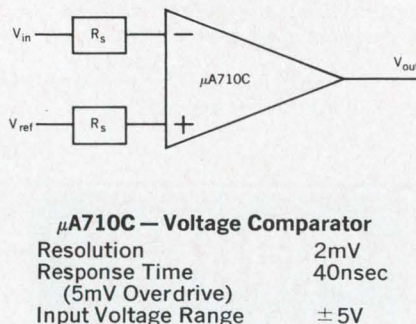 V_in R_s −
μA710C
V_out
V_ref R_s +
μA710C — Voltage Comparator
Resolution 2mV
Response Time 40nsec
(5mV Overdrive)
Input Voltage Range ±5V